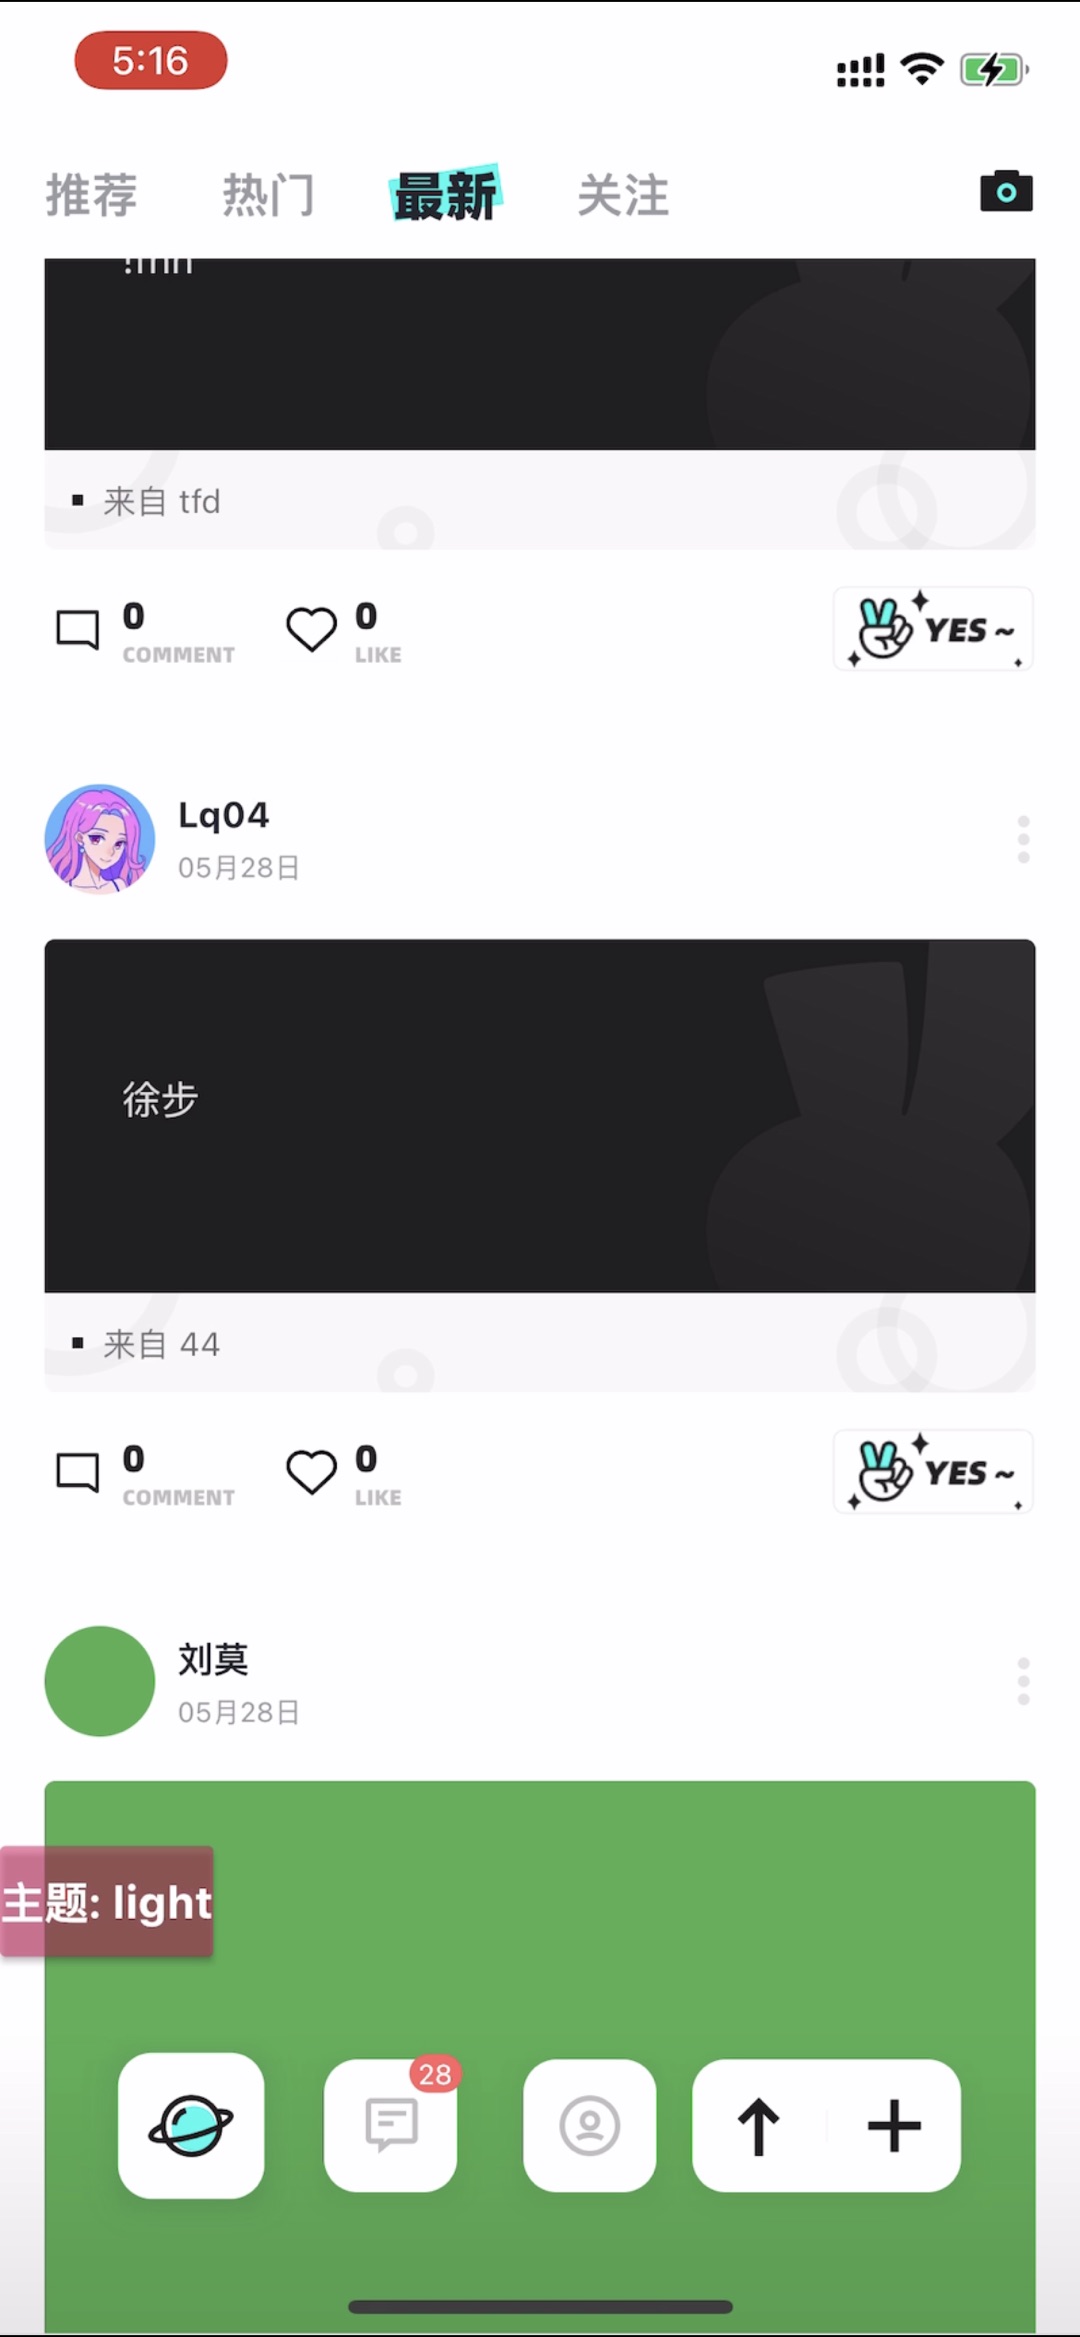 5:16
推荐 热门 最新 关注
来自 tfd
0 0
COMMENT LIKE
YES ~
Lq04
05月28日
徐步
来自 44
0 0
COMMENT LIKE
YES ~
刘莫
05月28日
主题: light
28